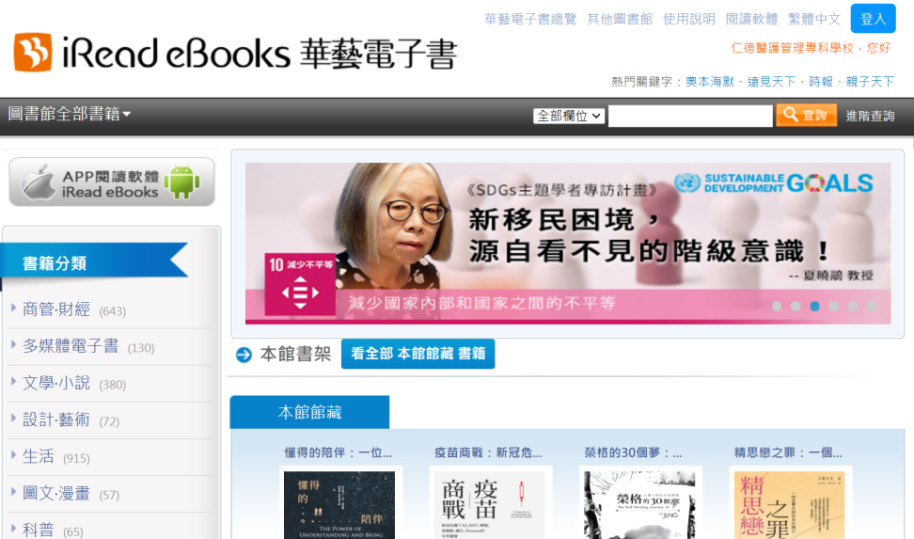 華藝電子書總覽 其他圖書館 使用說明 閱讀軟體 繁體中文 登入
iRead eBooks 華藝電子書
仁德醫護管理專科學校，您好
熱門關鍵字：奧本海默、遠見天下、時報、親子天下
圖書館全部書籍
全部欄位 查詢 進階查詢
APP閱讀軟體
iRead eBooks
書籍分類
商管‧財經 (643)
多媒體電子書 (130)
文學‧小說 (380)
設計‧藝術 (72)
生活 (915)
圖文‧漫畫 (57)
科普 (65)
《SDGs主題學者專訪計畫》
SUSTAINABLE DEVELOPMENT GOALS
新移民困境，
源自看不見的階級意識！
-- 夏曉鵑 教授
10 減少不平等
減少國家內部和國家之間的不平等
本館書架 看全部 本館館藏 書籍
本館館藏
懂得的陪伴：一位...
疫苗商戰：新冠危...
榮格的30個夢：...
精思戀之罪：一個...
懂得
的
陪伴
THE POWER OF
UNDERSTANDING AND BEING
疫苗
商戰
榮格的30個夢
JUNG
精思戀
之罪